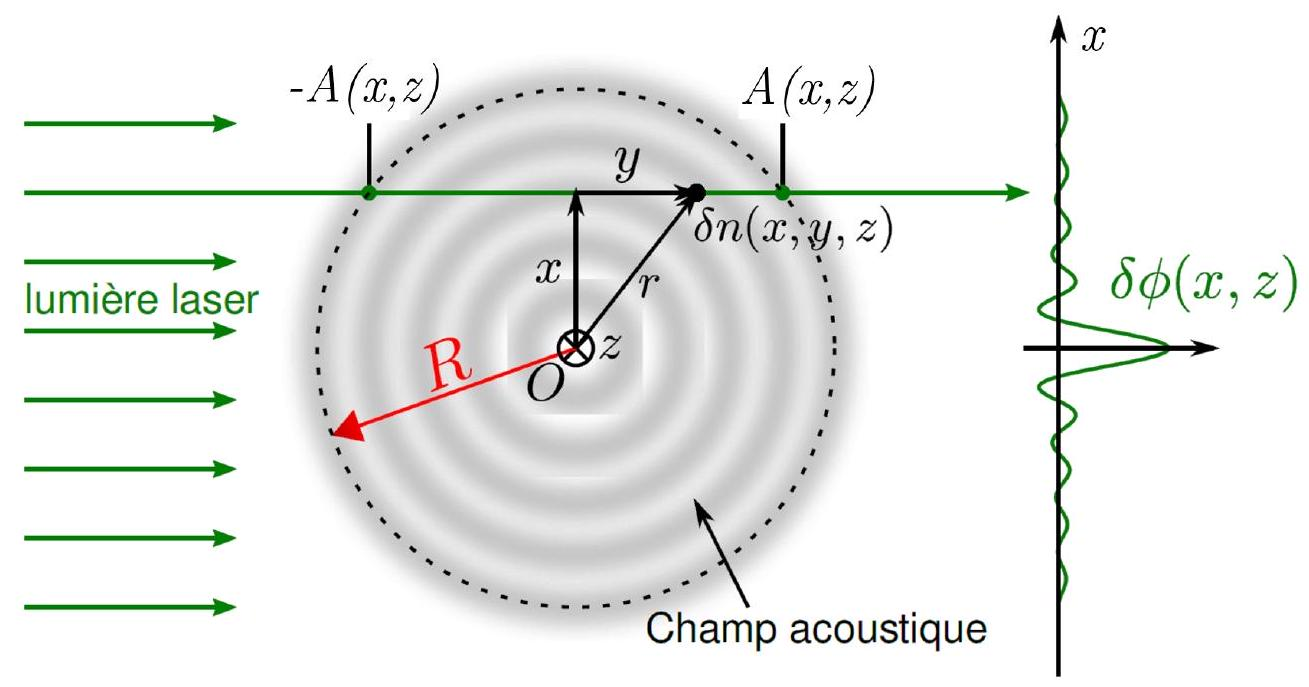 x
-A(x,z)
A(x,z)
y
δn(x,y,z)
x
r
lumière laser
δϕ(x, z)
R
z
O
Champ acoustique